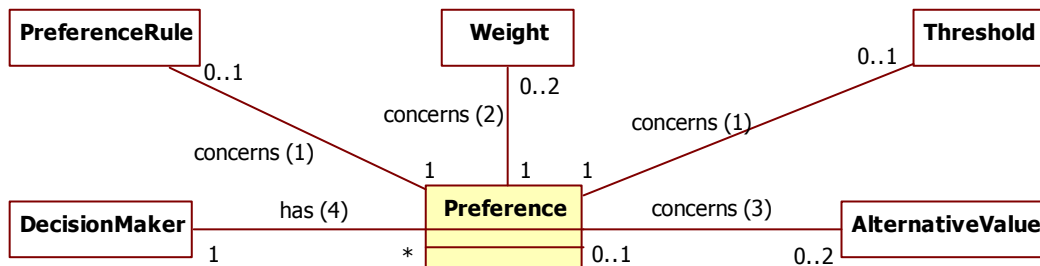 PreferenceRule
Weight
Threshold
0..1
0..2
0..1
concerns (2)
concerns (1)
concerns (1)
1
1
1
DecisionMaker
has (4)
Preference
concerns (3)
AlternativeValue
1
*
0..1
0..2